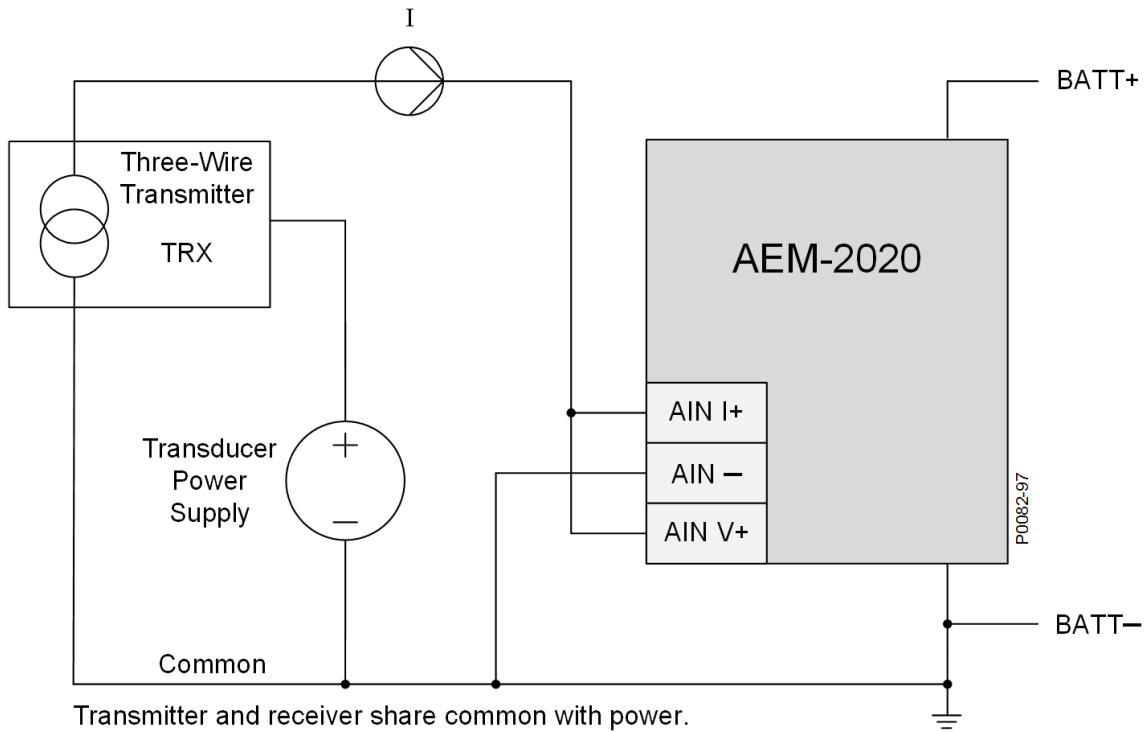 I
BATT+
Three-Wire
Transmitter
TRX
AEM-2020
AIN I+
Transducer
Power
Supply
+
−
AIN −
AIN V+
P0082-97
BATT−
Common
Transmitter and receiver share common with power.